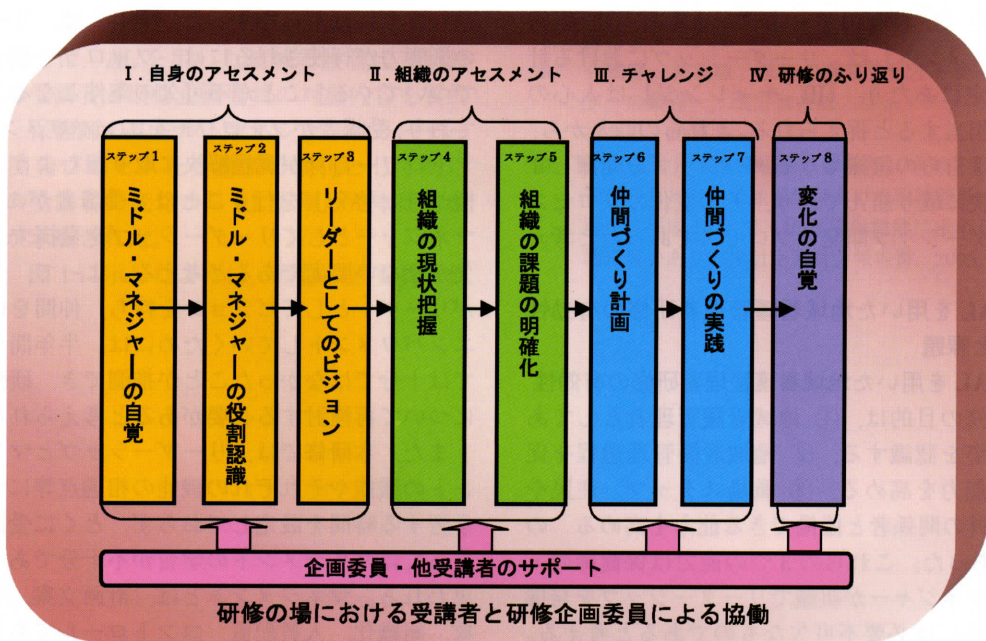 Ⅰ．自身のアセスメント
Ⅱ．組織のアセスメント
Ⅲ．チャレンジ
Ⅳ．研修のふり返り
ステップ1
ミドル・マネジャーの自覚
ステップ2
ミドル・マネジャーの役割認識
ステップ3
リーダーとしてのビジョン
ステップ4
組織の現状把握
ステップ5
組織の課題の明確化
ステップ6
仲間づくり計画
ステップ7
仲間づくりの実践
ステップ8
変化の自覚
企画委員・他受講者のサポート
研修の場における受講者と研修企画委員による協働